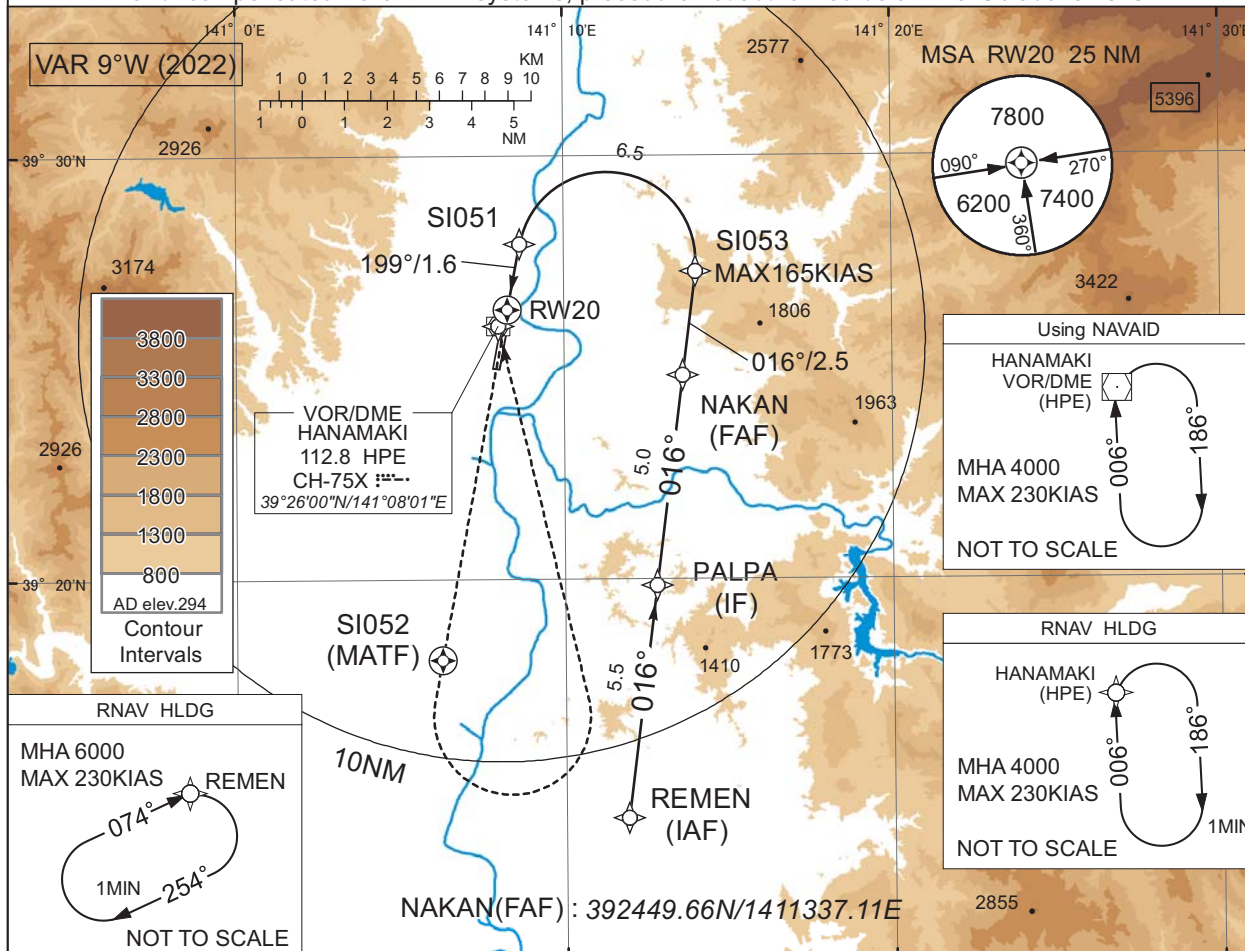 141° 0'E
141° 10'E
141° 20'E
141° 30'E
VAR 9°W (2022)
KM
1 0 1 2 3 4 5 6 7 8 9 10
1 0 1 2 3 4 5
NM
2577
MSA RW20 25 NM
7800
090°
270°
6200
7400
360°
5396
2926
39° 30'N
6.5
SI051
SI053
MAX165KIAS
199°/1.6
RW20
3174
1806
3422
016°/2.5
3800
3300
2800
2300
1800
1300
800
AD elev.294
Contour
Intervals
2926
VOR/DME
HANAMAKI
112.8 HPE
CH-75X
39°26'00"N/141°08'01"E
NAKAN
(FAF)
1963
5.0
016°
Using NAVAID
HANAMAKI
VOR/DME
(HPE)
006°
186°
MHA 4000
MAX 230KIAS
NOT TO SCALE
39° 20'N
PALPA
(IF)
SI052
(MATF)
1410
1773
5.5
016°
RNAV HLDG
HANAMAKI
(HPE)
006°
186°
MHA 4000
MAX 230KIAS
1MIN
NOT TO SCALE
RNAV HLDG
MHA 6000
MAX 230KIAS
REMEN
074°
1MIN
254°
NOT TO SCALE
10NM
REMEN
(IAF)
NAKAN(FAF) : 392449.66N/1411337.11E
2855